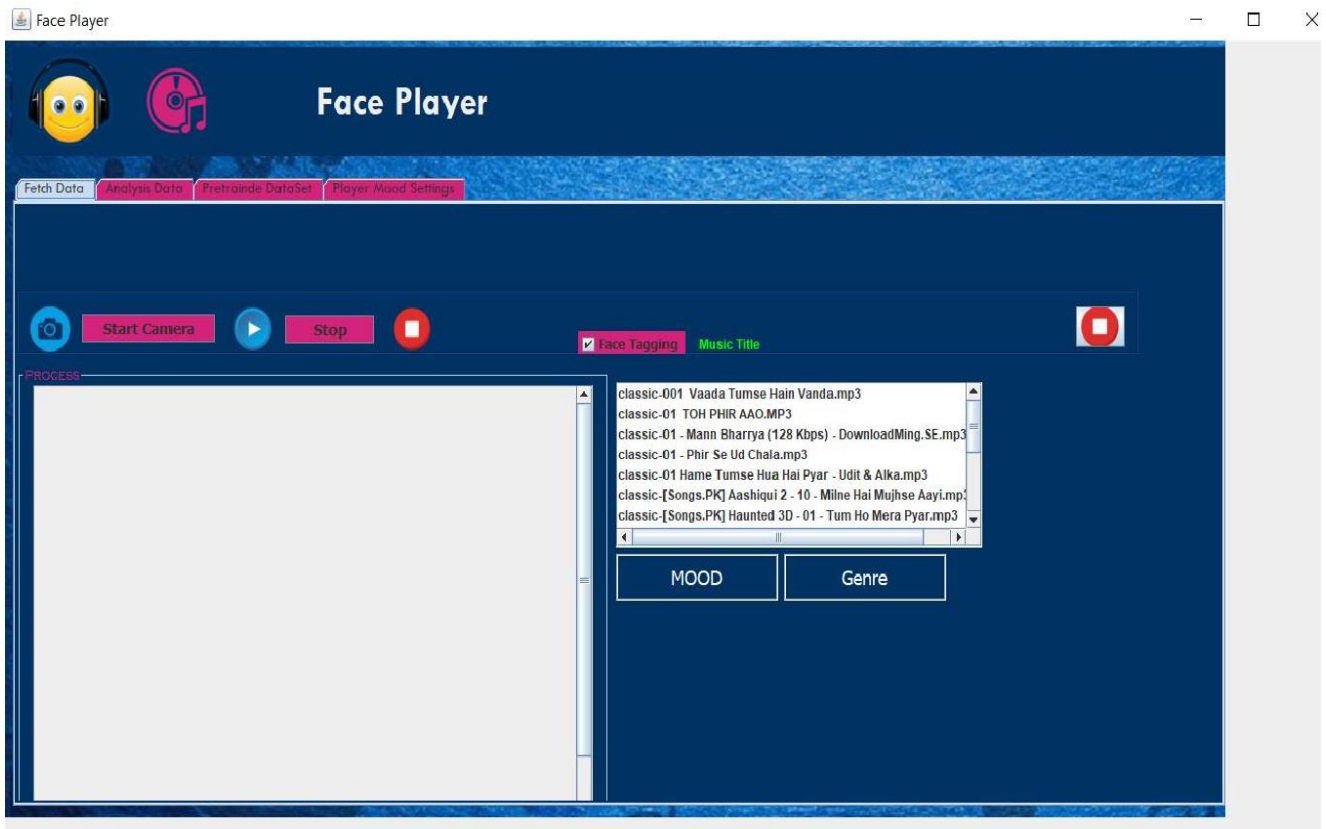 Face Player
Face Player
Fetch Data Analysis Data Pretrainde DataSet Player Mood Settings
Start Camera Stop
Face Tagging Music Title
PROCESS
classic-001 Vaada Tumse Hain Vanda.mp3
classic-01 TOH PHIR AAO.MP3
classic-01 - Mann Bharrya (128 Kbps) - DownloadMing.SE.mp3
classic-01 - Phir Se Ud Chala.mp3
classic-01 Hame Tumse Hua Hai Pyar - Udit & Alka.mp3
classic-[Songs.PK] Aashiqui 2 - 10 - Milne Hai Mujhse Aayi.mp
classic-[Songs.PK] Haunted 3D - 01 - Tum Ho Mera Pyar.mp3
MOOD Genre